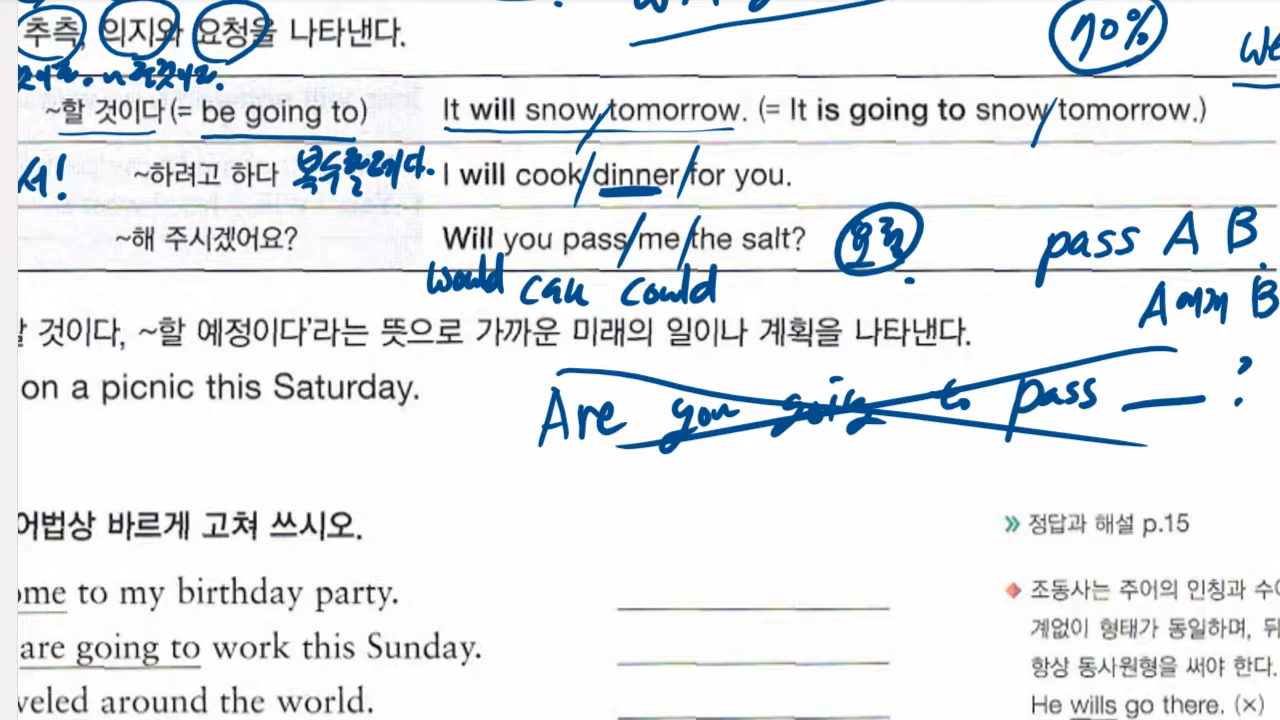 추측, 의지와 요청을 나타낸다.
70%
~할 것이다(= be going to) It will snow/tomorrow. (= It is going to snow/tomorrow.)
서! ~하려고 하다 복수할 I will cook/dinner/for you.
~해 주시겠어요? Will you pass/me/the salt? pass A B.
would can could A에게 B
할 것이다, ~할 예정이다'라는 뜻으로 가까운 미래의 일이나 계획을 나타낸다.
on a picnic this Saturday.
Are you going to pass ?
어법상 바르게 고쳐 쓰시오.
» 정답과 해설 p.15
ome to my birthday party.
조동사는 주어의 인칭과 수에
are going to work this Sunday.
계없이 형태가 동일하며, 뒤
항상 동사원형을 써야 한다.
veled around the world.
He wills go there. (×)